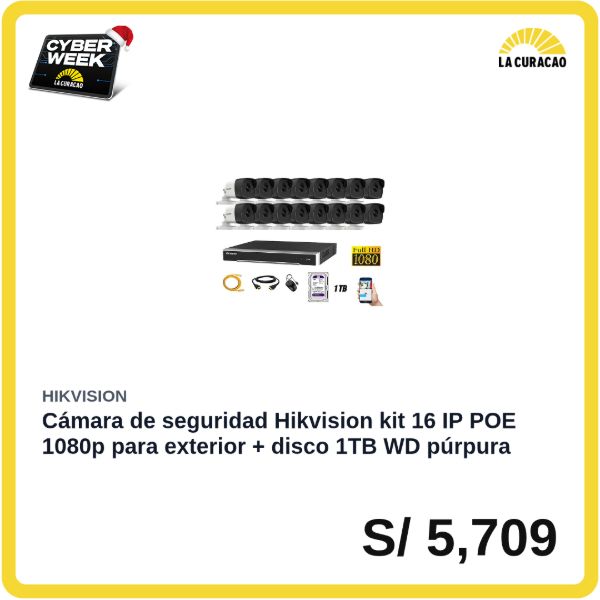 CYBER
WEEK
LA CURACAO
LA CURACAO
Full HD
1080
1TB
HIKVISION
Cámara de seguridad Hikvision kit 16 IP POE
1080p para exterior + disco 1TB WD púrpura
S/ 5,709